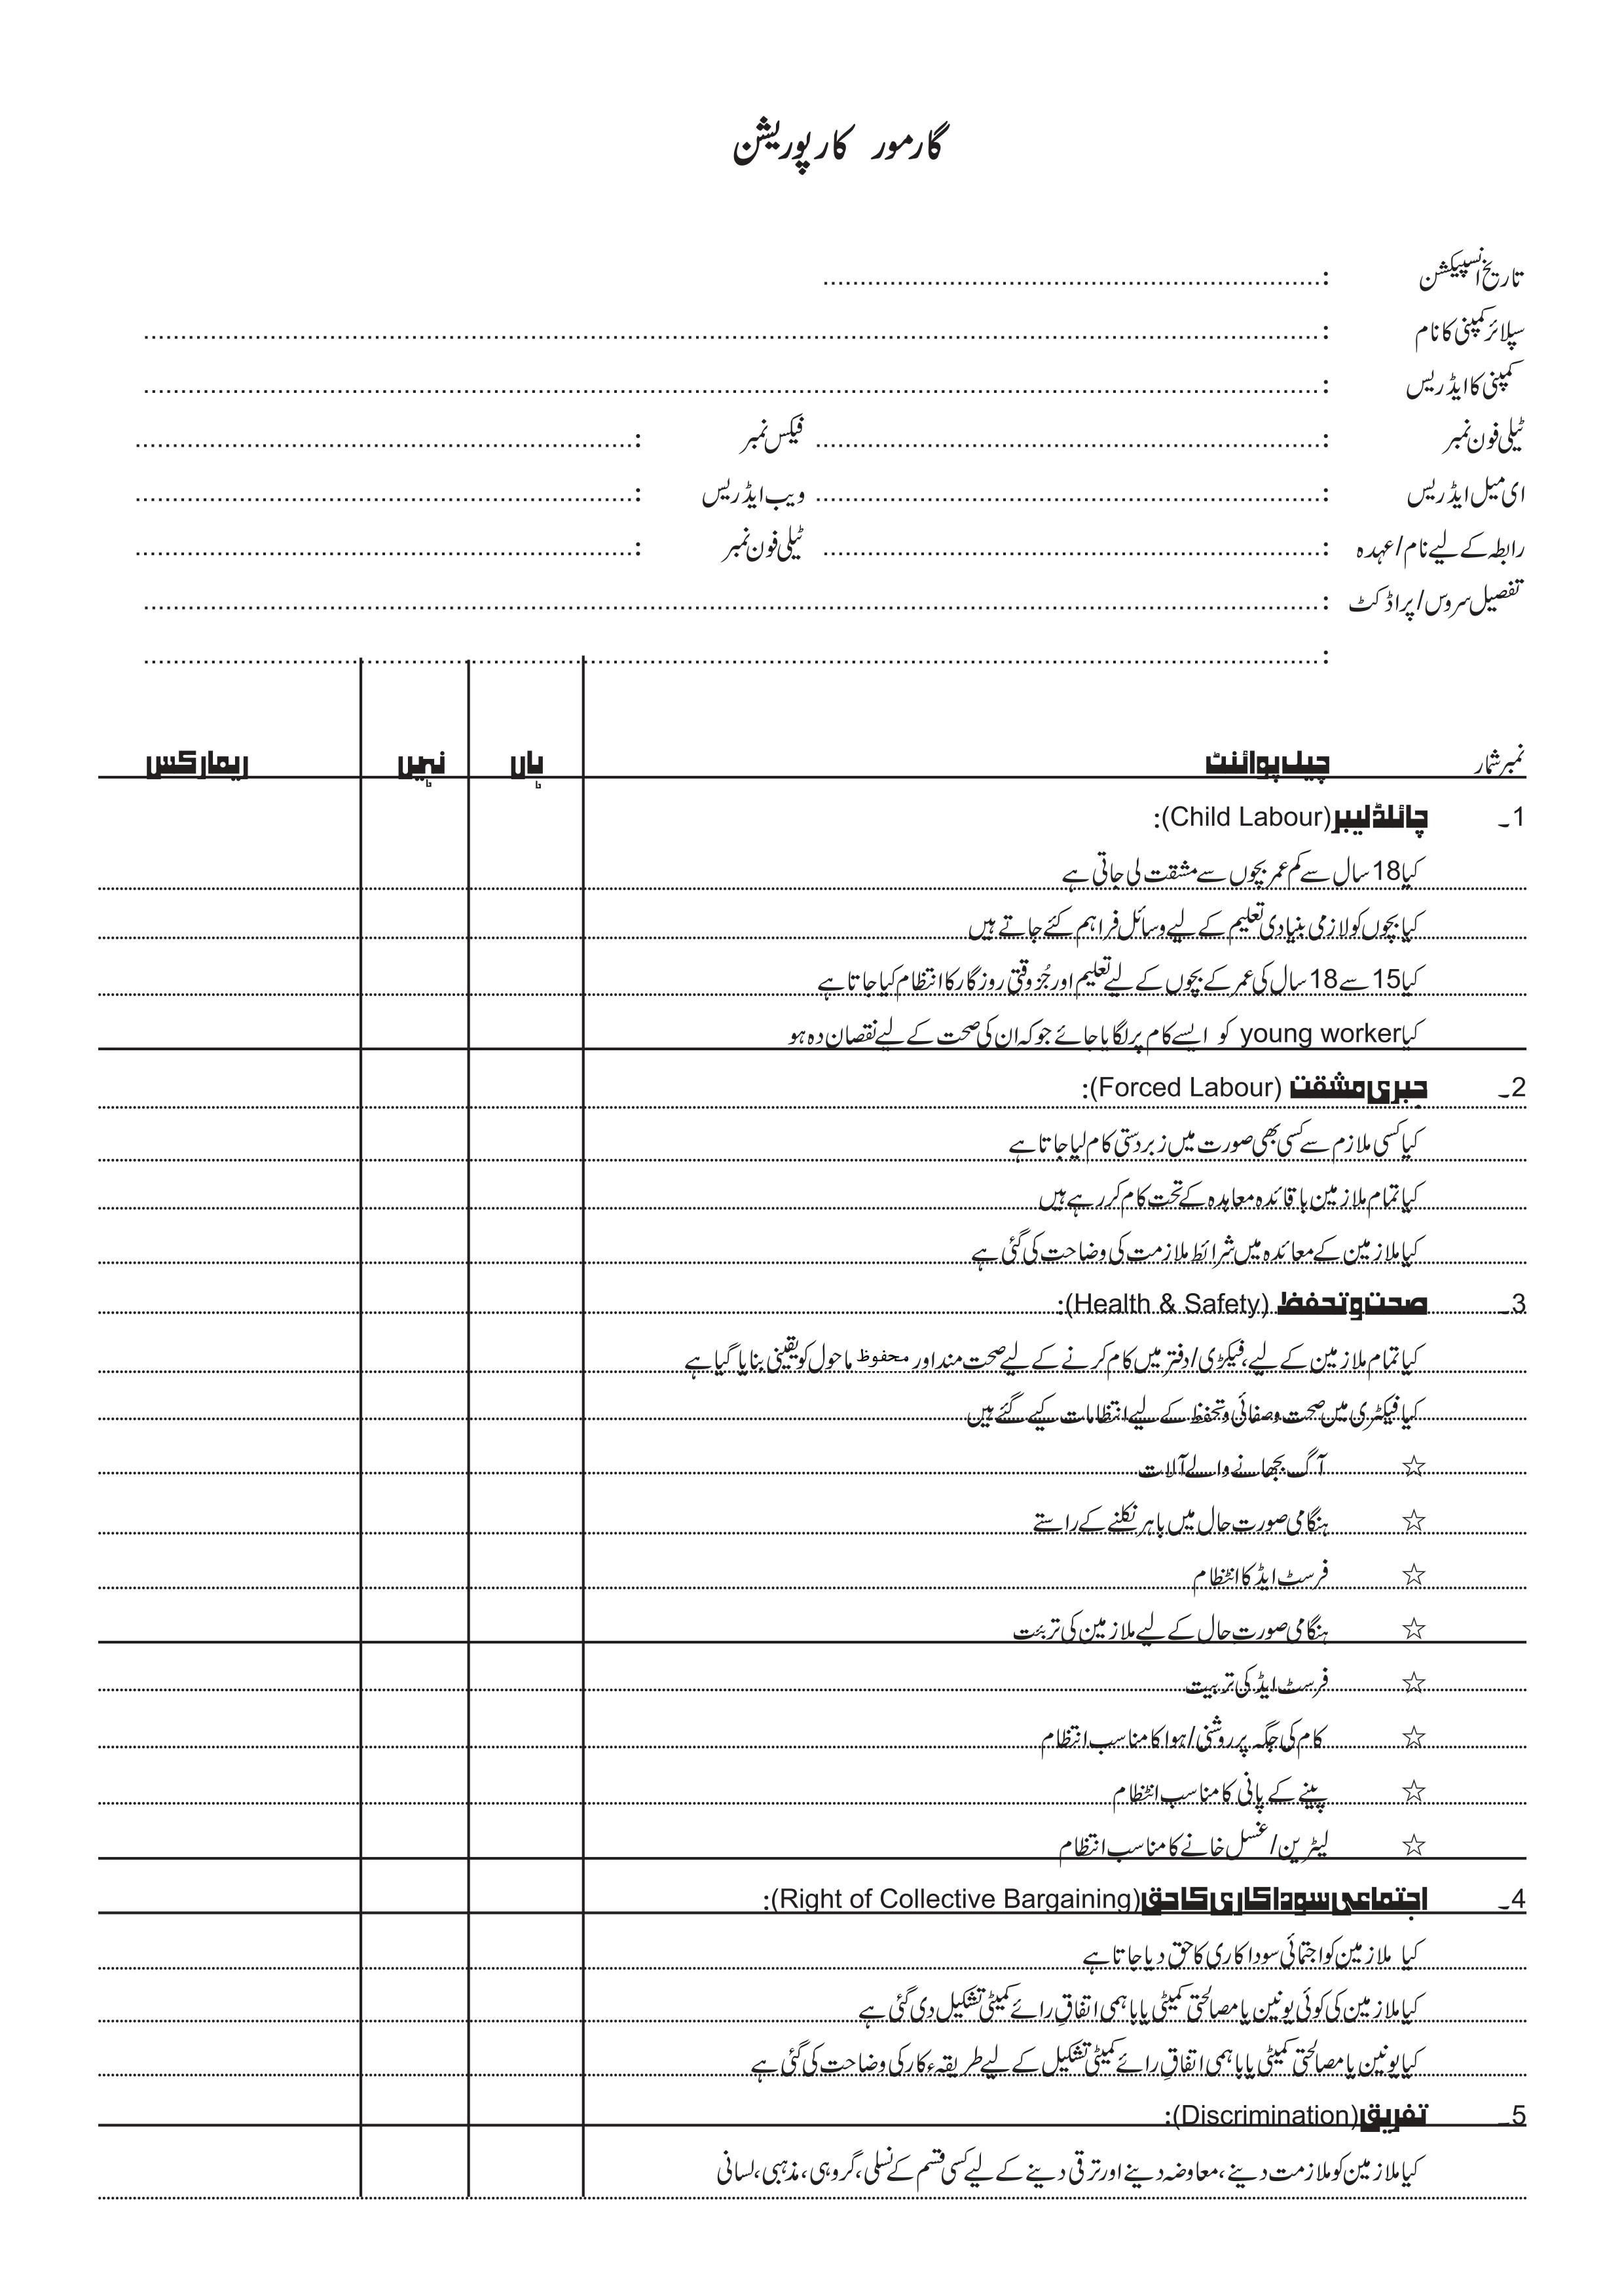 گارمور کارپوریشن
تاریخ انسپیکشن :
سپلائر کمپنی کا نام :
کمپنی کا ایڈریس :
ٹیلی فون نمبر : فیکس نمبر :
ای میل ایڈریس : ویب ایڈریس :
رابطہ کے لیے نام/عہدہ : ٹیلی فون نمبر :
تفصیل سروس/پراڈکٹ :
:
نمبر شمار چیک پوائنٹ ہاں نہیں ریمارکس
1۔ چائلڈ لیبر (Child Labour):
کیا 18 سال سے کم عمر بچوں سے مشقت لی جاتی ہے
کیا بچوں کو لازمی بنیادی تعلیم کے لیے وسائل فراہم کئے جاتے ہیں
کیا 15 سے 18 سال کی عمر کے بچوں کے لیے تعلیم اور جُز وقتی روزگار کا انتظام کیا جاتا ہے
کیا young worker کو ایسے کام پر لگایا جائے جو کہ ان کی صحت کے لیے نقصان دہ ہو
2۔ جبری مشقت (Forced Labour):
کیا کسی ملازم سے کسی بھی صورت میں زبردستی کام لیا جاتا ہے
کیا تمام ملازمین باقائدہ معاہدہ کے تحت کام کر رہے ہیں
کیا ملازمین کے معائدہ میں شرائط ملازمت کی وضاحت کی گئی ہے
3۔ صحت و تحفظ (Health & Safety):
کیا تمام ملازمین کے لیے، فیکڑی/دفتر میں کام کرنے کے لیے صحت مند اور محفوظ ماحول کو یقینی بنایا گیا ہے
کیا فیکٹری میں صحت و صفائی و تحفظ کے لیے انتظامات کیے گئے ہیں
☆ آگ بجھانے والے آلات
☆ ہنگامی صورت حال میں باہر نکلنے کے راستے
☆ فرسٹ ایڈ کا انٹظام
☆ ہنگامی صورتِ حال کے لیے ملازمین کی تربئت
☆ فرسٹ ایڈ کی تربیت
☆ کام کی جگہ پر روشنی/ہوا کا مناسب انتظام
☆ پینے کے پانی کا مناسب انٹظام
☆ لیٹرین/غسل خانے کا مناسب انتظام
4۔ اجتماعی سودا کاری کا حق (Right of Collective Bargaining):
کیا ملازمین کو اجتمائی سودا کاری کا حق دیا جاتا ہے
کیا ملازمین کی کوئی یونین یا مصالحتی کمیٹی یا باہمی اتفاقِ رائے کمیٹی تشکیل دی گئی ہے
کیا یونین یا مصالحتی کمیٹی یا باہمی اتفاقِ رائے کمیٹی تشکیل کے لیے طریقہء کار کی وضاحت کی گئی ہے
5۔ تفریق (Discrimination):
کیا ملازمین کو ملازمت دینے، معاوضہ دینے اور ترقی دینے کے لیے کسی قسم کے نسلی، گروہی، مذہبی، لسانی